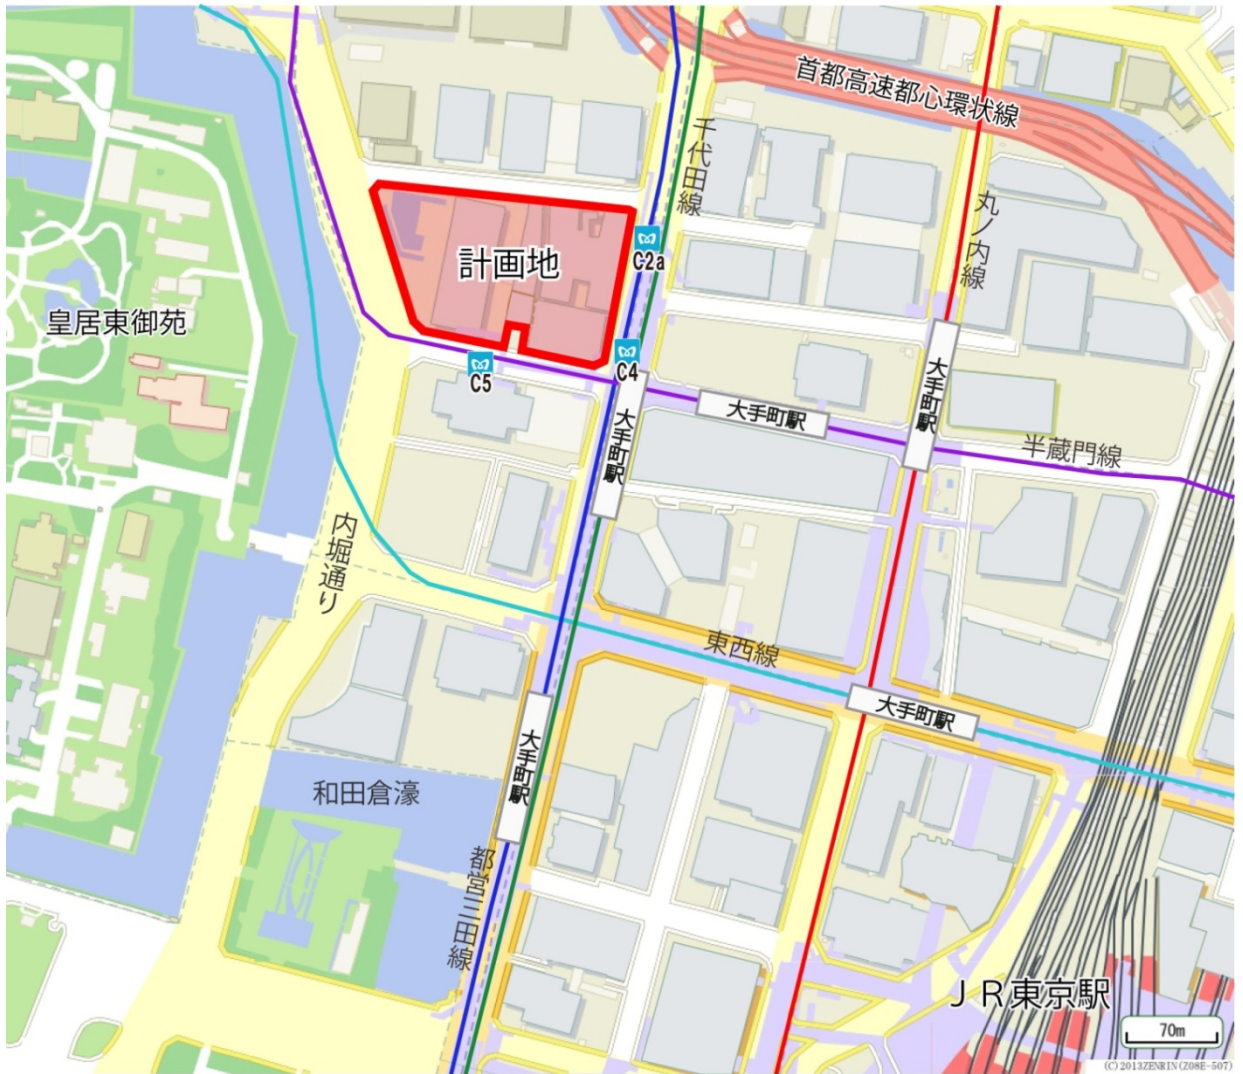 首都高速都心環状線
千代田線
丸ノ内線
計画地
C2a
皇居東御苑
C4
C5
大手町駅
大手町駅
大手町駅
半蔵門線
内堀通り
東西線
大手町駅
大手町駅
和田倉濠
都営三田線
JR東京駅
70m
(C)2013ZENRIN(Z08E-507)